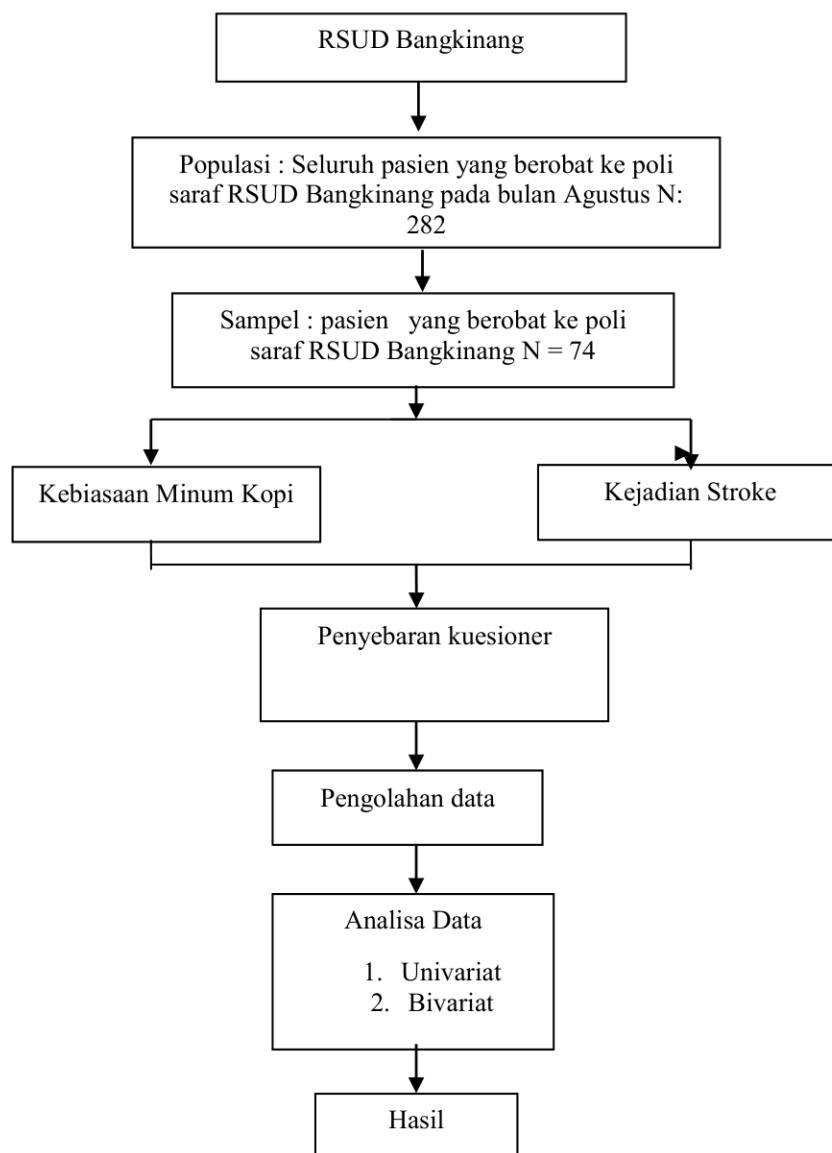 RSUD Bangkinang
Populasi : Seluruh pasien yang berobat ke poli
saraf RSUD Bangkinang pada bulan Agustus N:
282
Sampel : pasien yang berobat ke poli
saraf RSUD Bangkinang N = 74
Kebiasaan Minum Kopi
Kejadian Stroke
Penyebaran kuesioner
Pengolahan data
Analisa Data
1. Univariat
2. Bivariat
Hasil